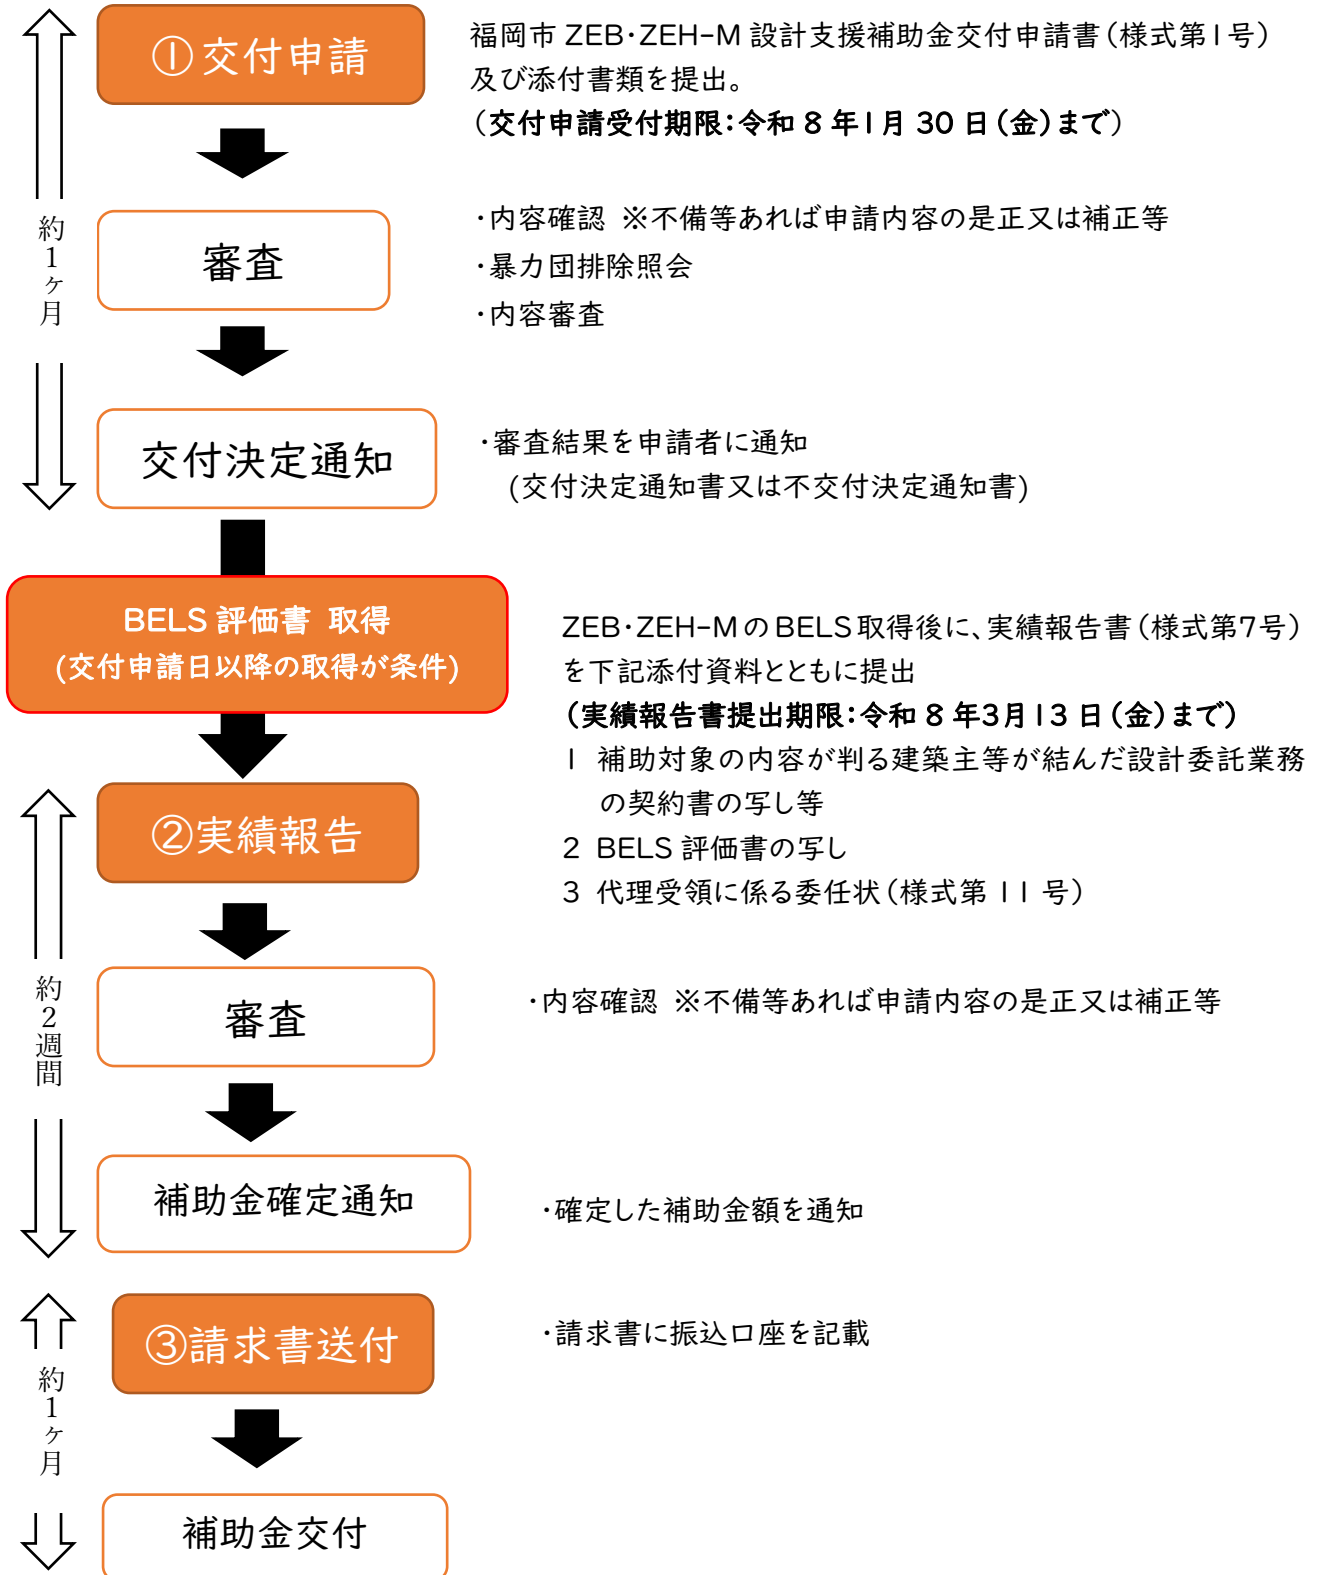 ①交付申請
福岡市 ZEB・ZEH-M 設計支援補助金交付申請書（様式第1号）
及び添付書類を提出。
（交付申請受付期限：令和 8 年1月 30 日（金）まで）
約1ヶ月
審査
・内容確認 ※不備等あれば申請内容の是正又は補正等
・暴力団排除照会
・内容審査
交付決定通知
・審査結果を申請者に通知
(交付決定通知書又は不交付決定通知書)
BELS 評価書 取得
(交付申請日以降の取得が条件)
ZEB・ZEH-MのBELS取得後に、実績報告書（様式第7号）
を下記添付資料とともに提出
（実績報告書提出期限：令和 8 年3月13 日（金）まで）
1 補助対象の内容が判る建築主等が結んだ設計委託業務
の契約書の写し等
2 BELS 評価書の写し
3 代理受領に係る委任状（様式第 11 号）
②実績報告
約2週間
審査
・内容確認 ※不備等あれば申請内容の是正又は補正等
補助金確定通知
・確定した補助金額を通知
③請求書送付
・請求書に振込口座を記載
約1ヶ月
補助金交付